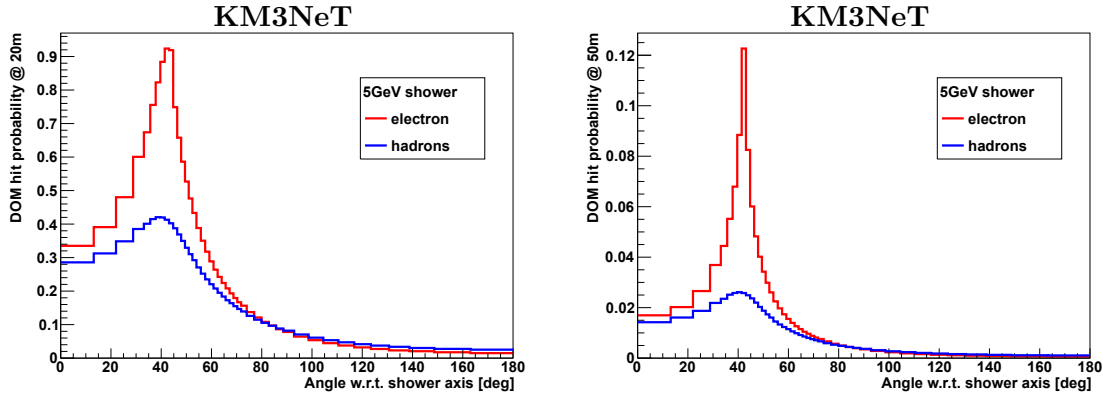 KM3NeT
DOM hit probability @ 20m
0.9
0.8
0.7
0.6
0.5
0.4
0.3
0.2
0.1
0
5GeV shower
electron
hadrons
0 20 40 60 80 100 120 140 160 180
Angle w.r.t. shower axis [deg]
KM3NeT
DOM hit probability @ 50m
0.12
0.1
0.08
0.06
0.04
0.02
0
5GeV shower
electron
hadrons
0 20 40 60 80 100 120 140 160 180
Angle w.r.t. shower axis [deg]